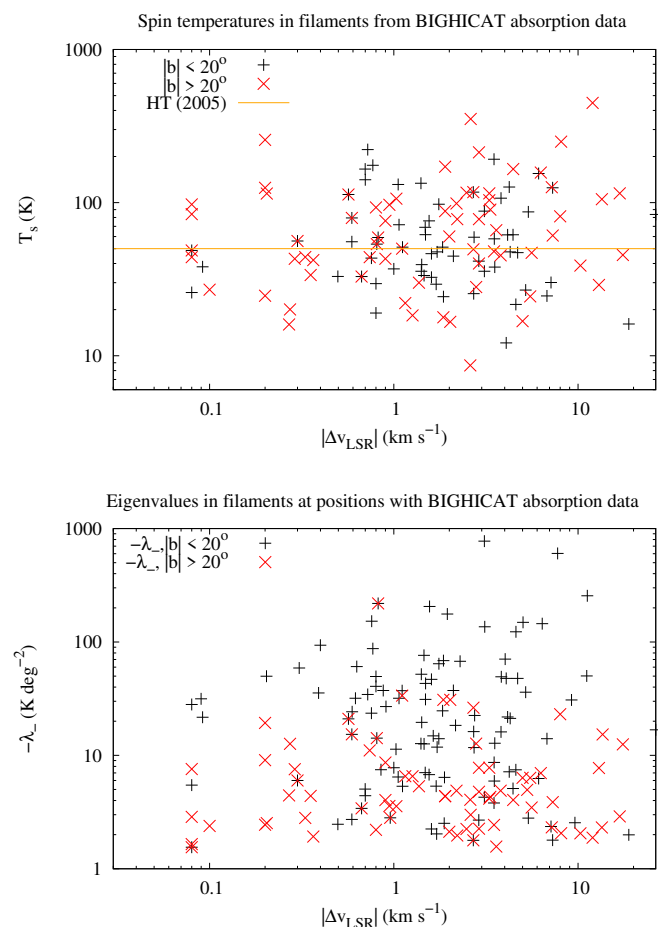 Spin temperatures in filaments from BIGHICAT absorption data
1000
100
10
T_s (K)
|b| < 20°
|b| > 20°
HT (2005)
0.1 1 10
|Δv_LSR| (km s⁻¹)
Eigenvalues in filaments at positions with BIGHICAT absorption data
1000
100
10
1
−λ_− (K deg⁻²)
−λ_−, |b| < 20°
−λ_−, |b| > 20°
0.1 1 10
|Δv_LSR| (km s⁻¹)